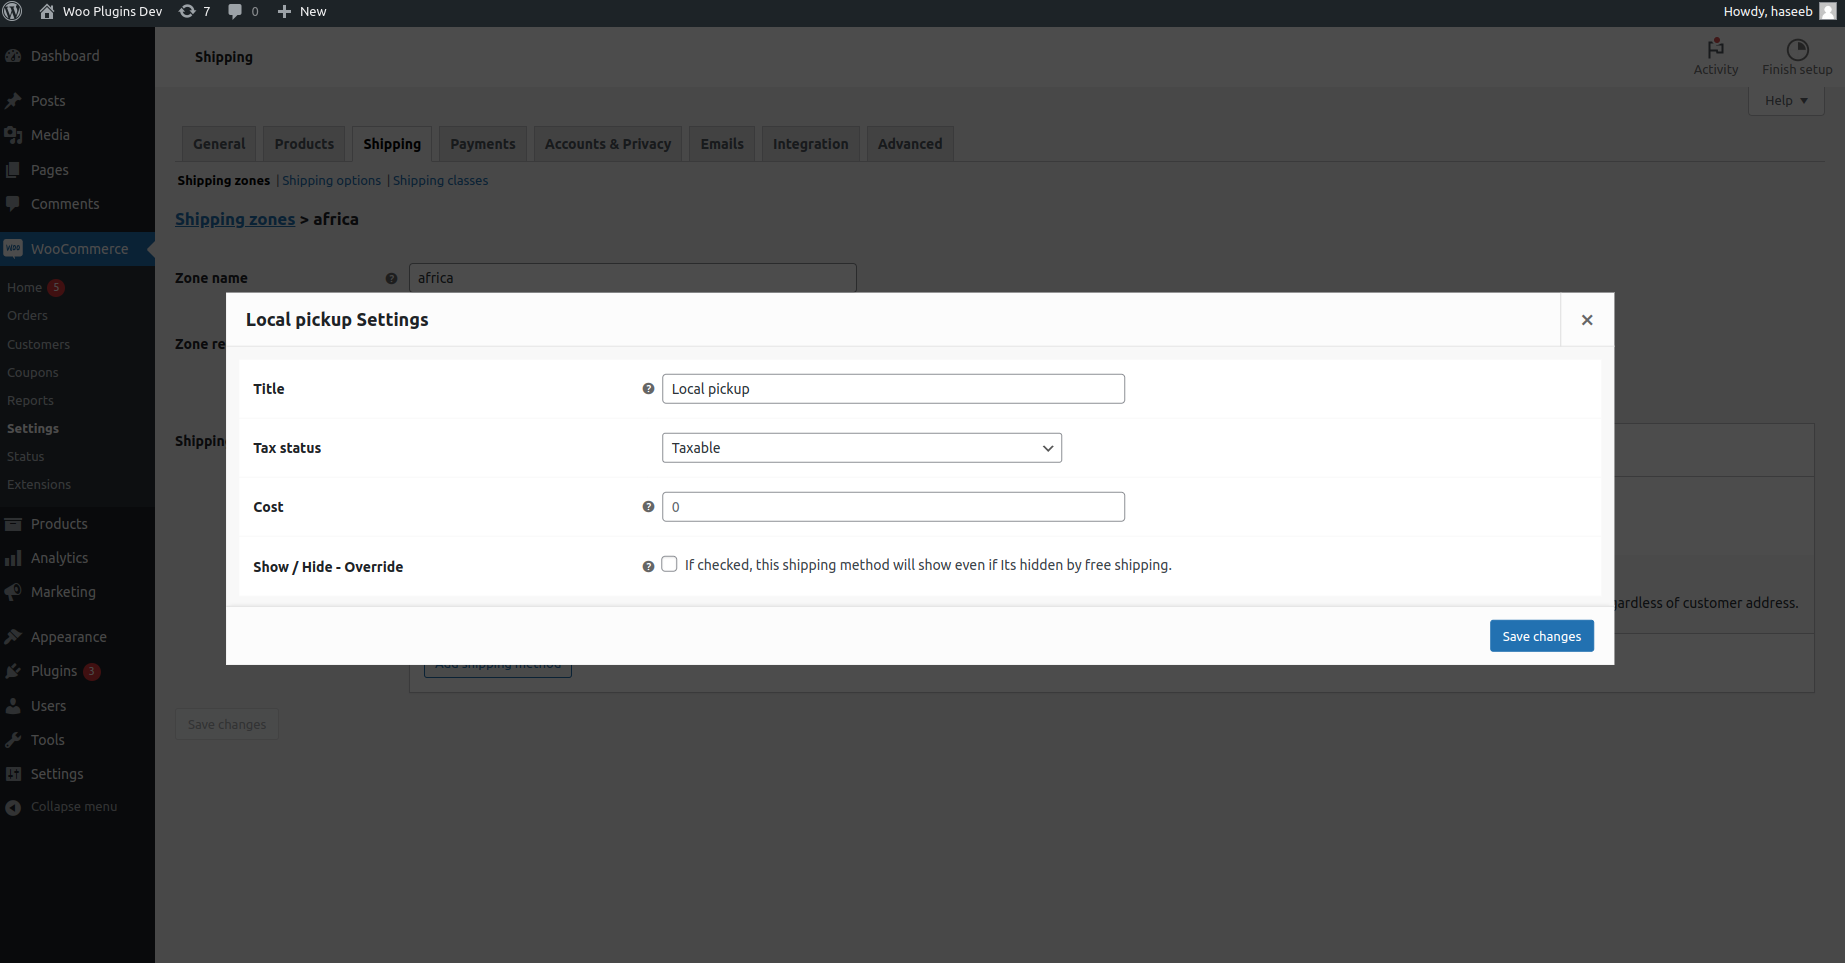 Woo Plugins Dev 7 0 New Howdy, haseeb
Dashboard
Posts
Media
Pages
Comments
WooCommerce
Home 5
Orders
Customers
Coupons
Reports
Settings
Status
Extensions
Products
Analytics
Marketing
Appearance
Plugins 3
Users
Tools
Settings
Collapse menu
Shipping
Activity Finish setup
Help
General Products Shipping Payments Accounts & Privacy Emails Integration Advanced
Shipping zones | Shipping options | Shipping classes
Shipping zones > africa
Zone name africa
Zone re
Shipping
Local pickup Settings
Title Local pickup
Tax status Taxable
Cost 0
Show / Hide - Override If checked, this shipping method will show even if Its hidden by free shipping.
ardless of customer address.
Save changes
Add shipping method
Save changes